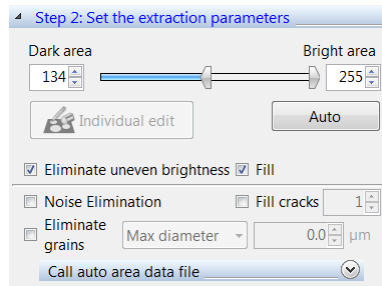 Step 2: Set the extraction parameters
Dark area Bright area
134 255
Individual edit Auto
Eliminate uneven brightness Fill
Noise Elimination Fill cracks 1
Eliminate
grains Max diameter 0.0 µm
Call auto area data file